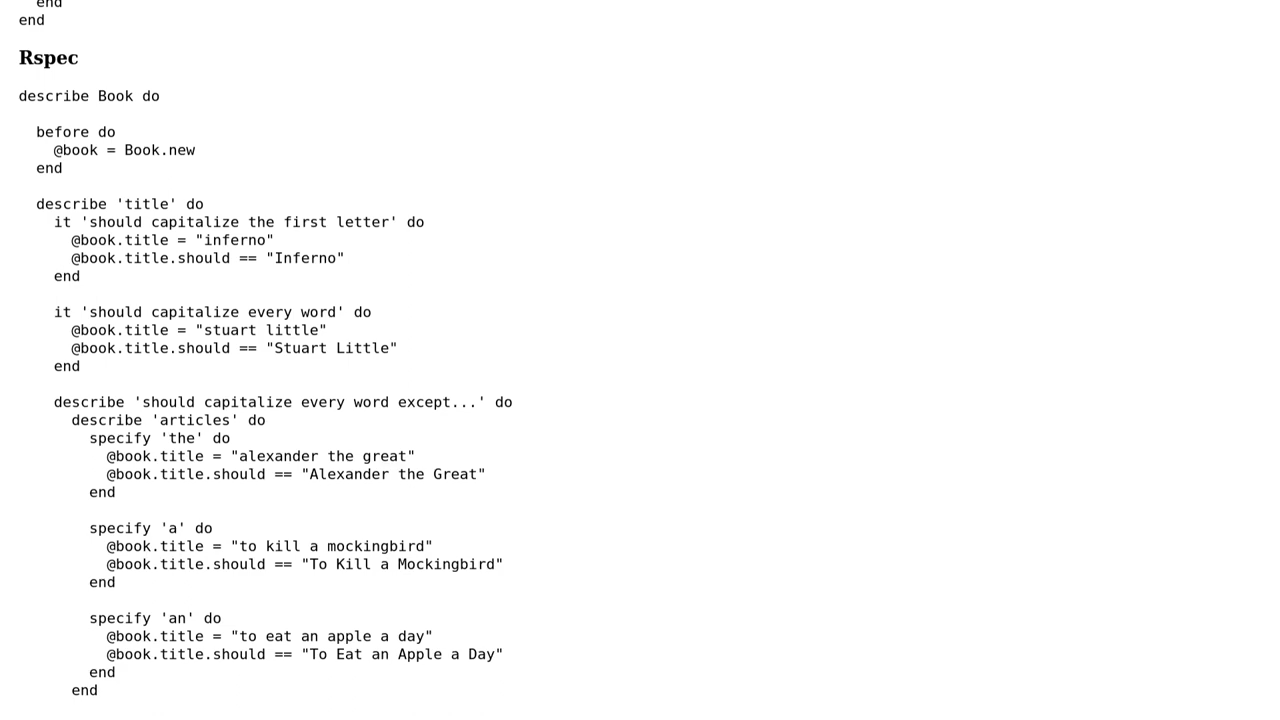 end
end
Rspec
describe Book do
before do
@book = Book.new
end
describe 'title' do
it 'should capitalize the first letter' do
@book.title = "inferno"
@book.title.should == "Inferno"
end
it 'should capitalize every word' do
@book.title = "stuart little"
@book.title.should == "Stuart Little"
end
describe 'should capitalize every word except...' do
describe 'articles' do
specify 'the' do
@book.title = "alexander the great"
@book.title.should == "Alexander the Great"
end
specify 'a' do
@book.title = "to kill a mockingbird"
@book.title.should == "To Kill a Mockingbird"
end
specify 'an' do
@book.title = "to eat an apple a day"
@book.title.should == "To Eat an Apple a Day"
end
end